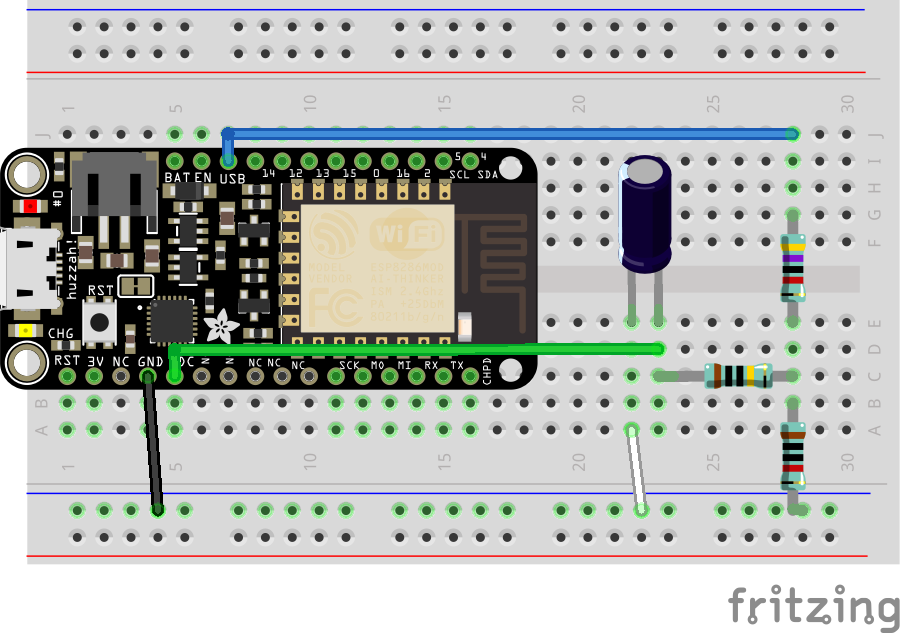 1 5 10 15 20 25 30
J J
BAT EN USB 14 12 13 15 0 16 2 5 4
SCL SDA
I I
#0
H H
WiFi
G G
huzzah!
F F
FC
RST
E E
CHG
D D
RST 3V NC GND ADC N N NC NC NC SCK MO MI RX TX CHPD
C
B B
A A
1 5 10 15 20 25 30
fritzing